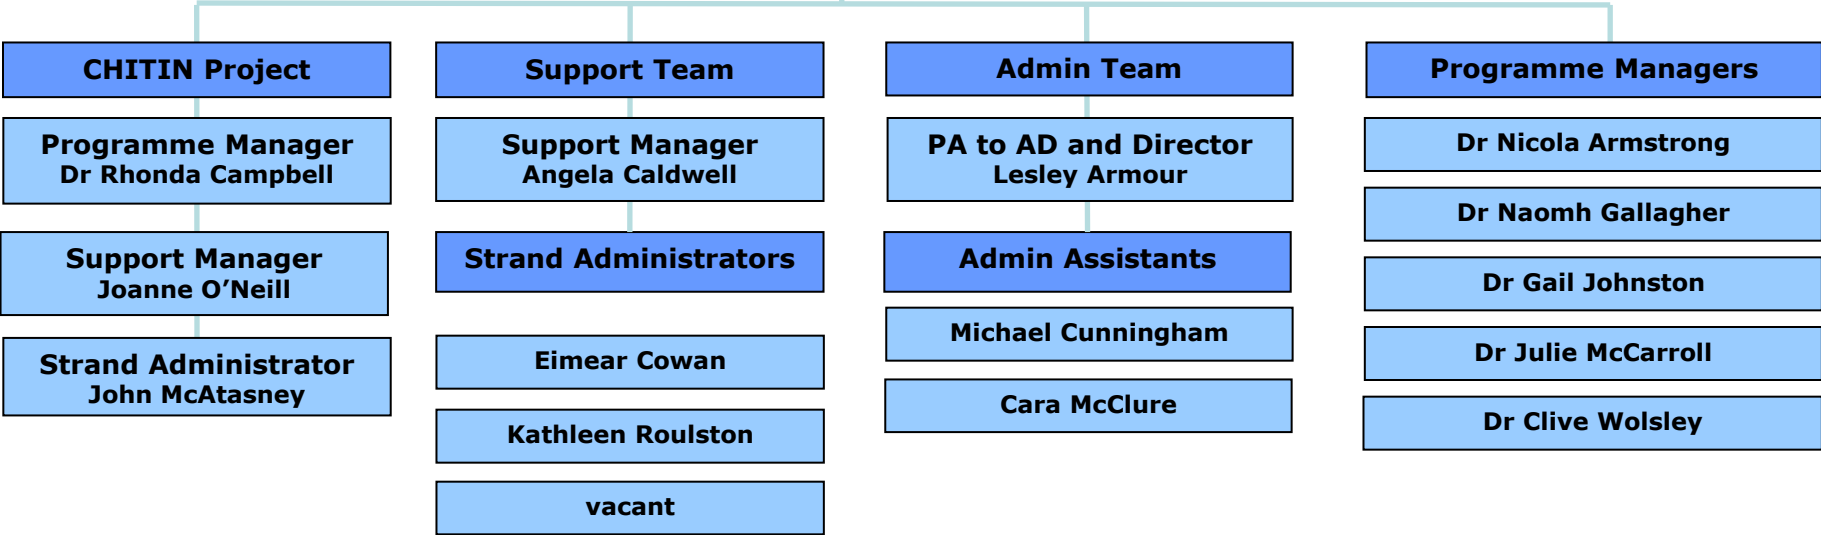 CHITIN Project
Programme Manager
Dr Rhonda Campbell
Support Manager
Joanne O’Neill
Strand Administrator
John McAtasney
Support Team
Support Manager
Angela Caldwell
Strand Administrators
Eimear Cowan
Kathleen Roulston
vacant
Admin Team
PA to AD and Director
Lesley Armour
Admin Assistants
Michael Cunningham
Cara McClure
Programme Managers
Dr Nicola Armstrong
Dr Naomh Gallagher
Dr Gail Johnston
Dr Julie McCarroll
Dr Clive Wolsley